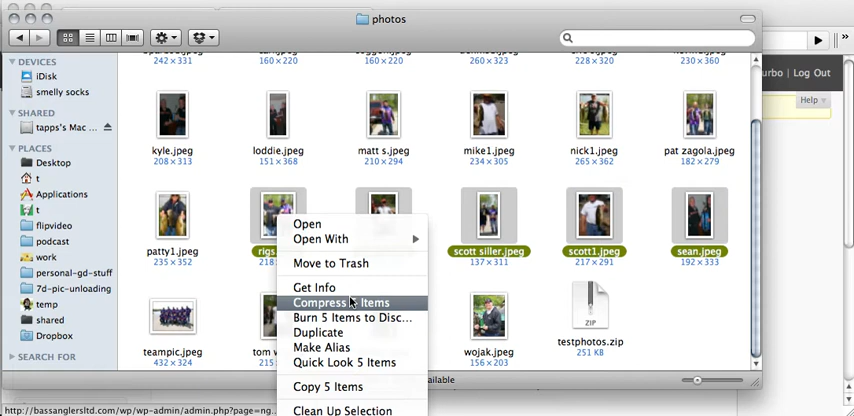 photos
DEVICES
iDisk
smelly socks
SHARED
tapps's Mac ...
PLACES
Desktop
t
Applications
t
flipvideo
podcast
work
personal-gd-stuff
7d-pic-unloading
temp
shared
Dropbox
SEARCH FOR
242 × 331
160 × 220
160 × 220
260 × 323
228 × 320
230 × 360
kyle.jpeg
208 × 313
loddie.jpeg
151 × 368
matt s.jpeg
210 × 294
mike1.jpeg
234 × 305
nick1.jpeg
265 × 362
pat zagola.jpeg
182 × 279
patty1.jpeg
235 × 352
rigs
218
scott siller.jpeg
137 × 311
scott1.jpeg
217 × 291
sean.jpeg
192 × 333
teampic.jpeg
432 × 324
tom
215
wojak.jpeg
156 × 203
ZIP
testphotos.zip
251 KB
Open
Open With
Move to Trash
Get Info
Compress Items
Burn 5 Items to Disc...
Duplicate
Make Alias
Quick Look 5 Items
Copy 5 Items
Clean Up Selection
available
urbo | Log Out
Help
http://bassanglersltd.com/wp/wp-admin/admin.php?page=ng...